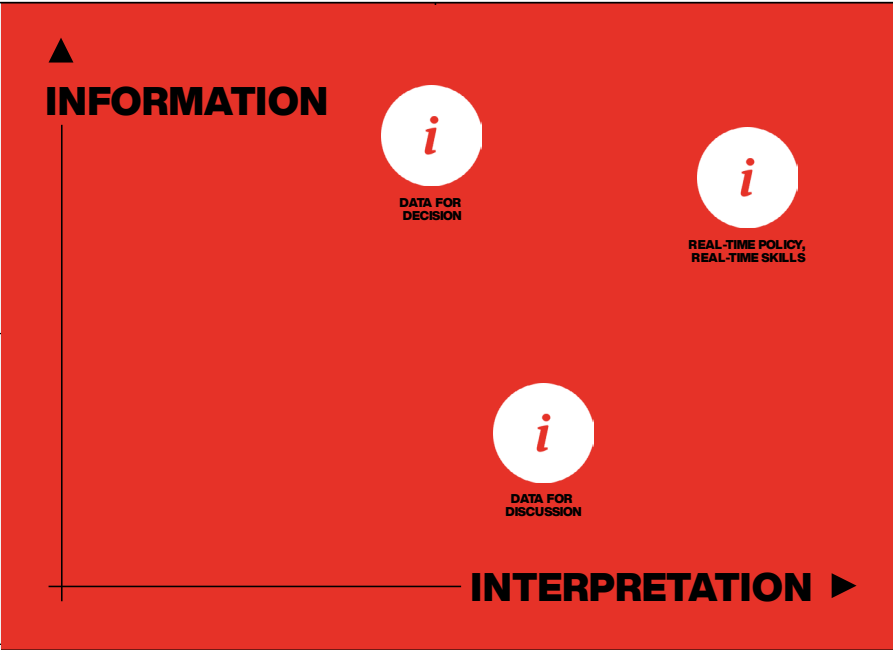 INFORMATION
i
DATA FOR
DECISION
i
REAL-TIME POLICY,
REAL-TIME SKILLS
i
DATA FOR
DISCUSSION
INTERPRETATION